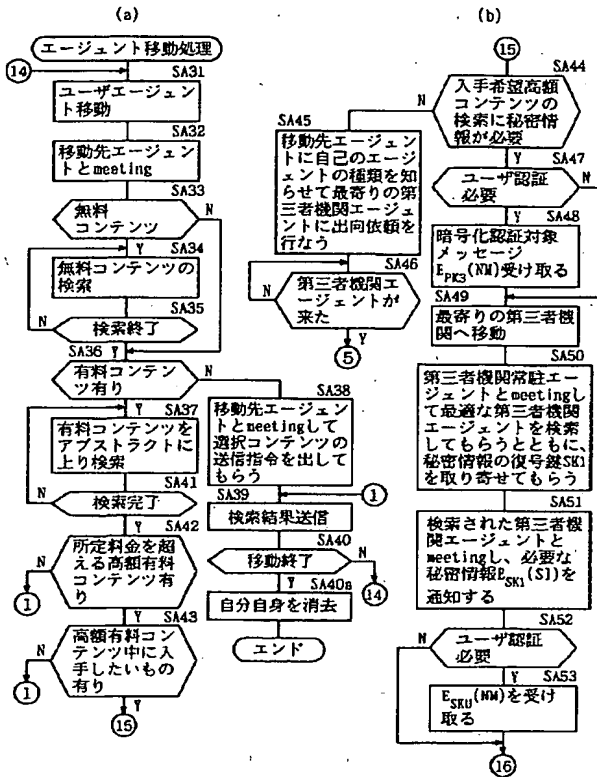 (a)
エージェント移動処理
14
SA31
ユーザエージェン
ト移動
SA32
移動先エージェント
とmeeting
SA33
無料
コンテンツ
N
Y
SA34
無料コンテンツの
検索
SA35
N
検索終了
SA36
Y
有料コンテン
ツ有り
N
Y
SA37
有料コンテンツを
アブストラクトに
上り検索
SA41
N
検索完了
Y
SA42
所定料金を超
える高額有料
コンテンツ有
り
N
1
Y
SA43
高額有料コン
テンツ中に入
手したいもの
有り
N
1
Y
15
SA38
移動先エージェン
トとmeetingして
選択コンテンツの
送信指令を出して
もらう
SA39
1
検索結果送信
SA40
移動終了
N
14
Y
SA40a
自分自身を消去
エンド
(b)
15
SA44
入手希望高額
コンテンツの
検索に秘密情
報が必要
N
Y
SA45
移動先エージェン
トに自己のエージ
ェントの種類を知
らせて最寄りの第
三者機関エージェ
ントに出向依頼を
行なう
SA46
第三者機関
エージェントが
来た
N
Y
5
SA47
ユーザ認証
必要
N
Y
SA48
暗号化認証対象
メッセージ
EPKS(NM)受け取る
SA49
最寄りの第三者機
関へ移動
SA50
第三者機関常駐エー
ジェントとmeetingし
て最適な第三者機関
エージェントを検索
してもらうとともに、
秘密情報の復号鍵SK1
を取り寄せてもらう
SA51
検索された第三者機
関エージェントと
meetingし、必要な
秘密情報ESK1(SI)を
通知する
SA52
ユーザ認証
必要
N
Y
SA53
ESKU(NM)を受け
取る
16